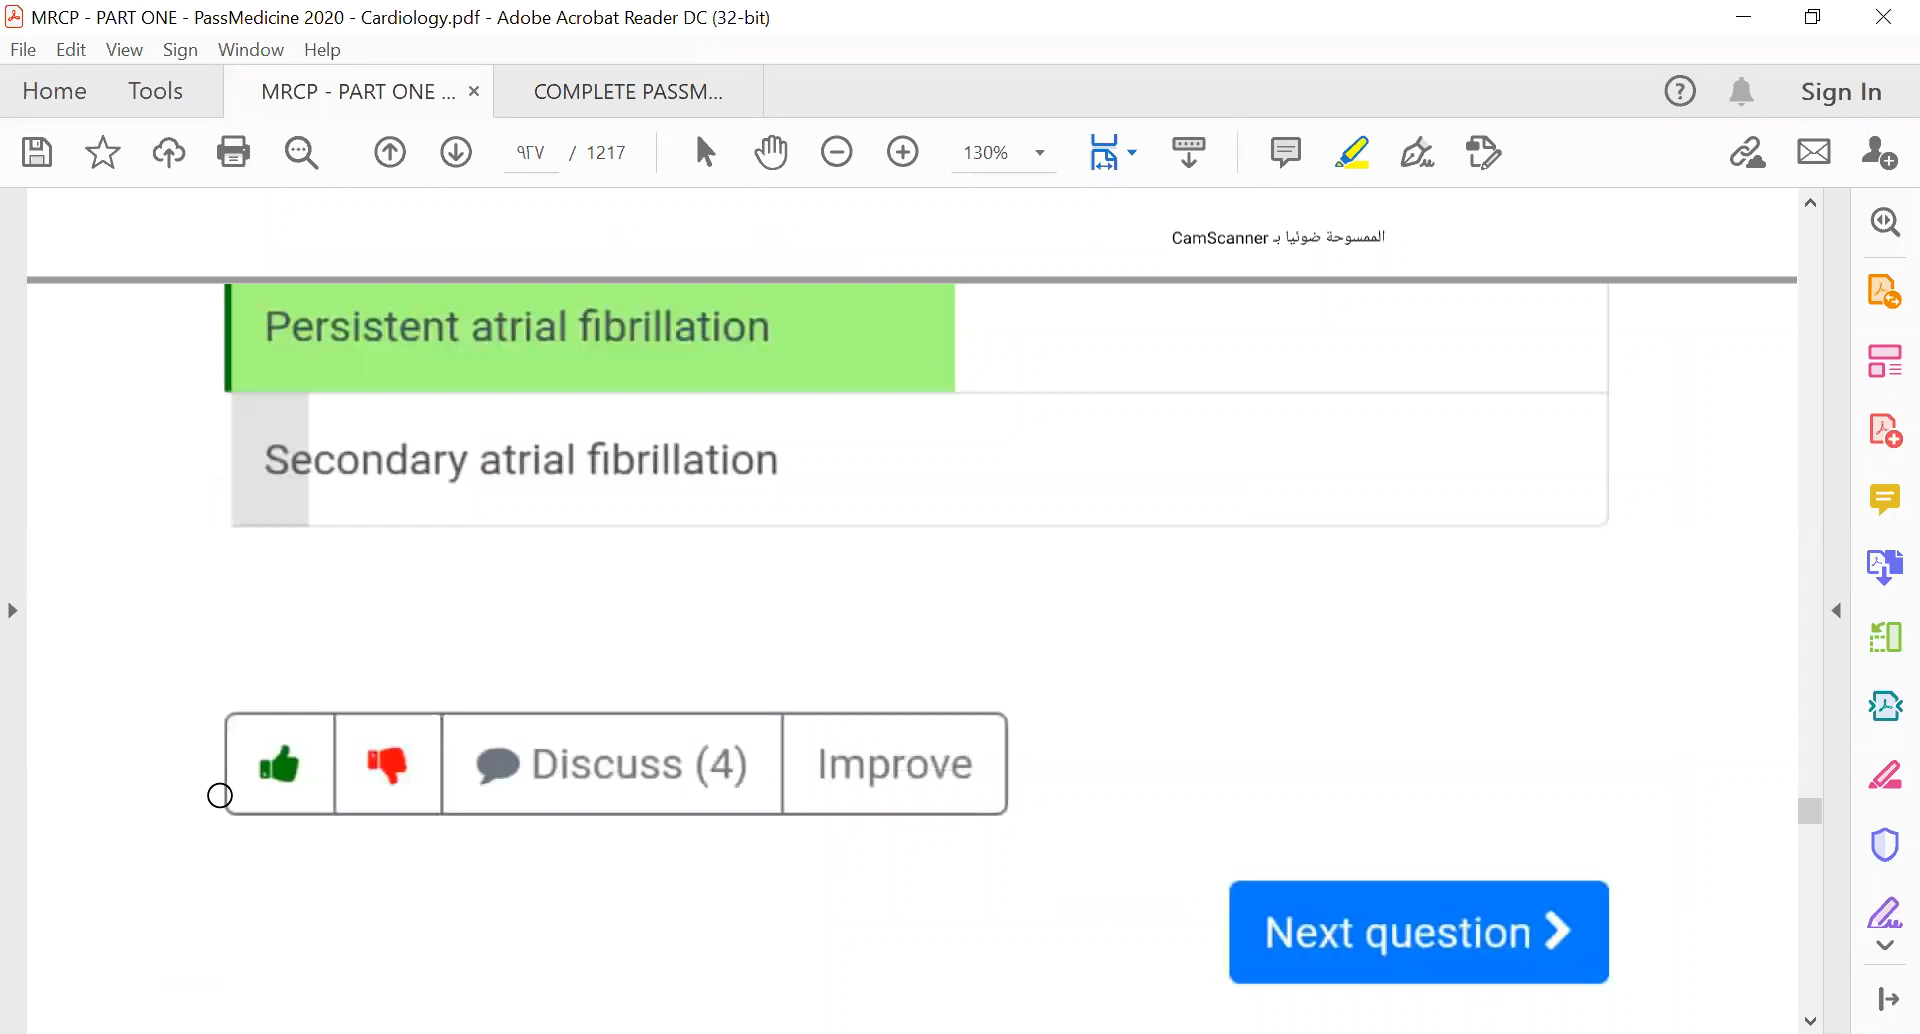 MRCP - PART ONE - PassMedicine 2020 - Cardiology.pdf - Adobe Acrobat Reader DC (32-bit)
File Edit View Sign Window Help
Home Tools MRCP - PART ONE ... × COMPLETE PASSM... Sign In
٩٢٧ / 1217 130%
الممسوحة ضوئيا بـ CamScanner
Persistent atrial fibrillation
Secondary atrial fibrillation
Discuss (4) Improve
Next question